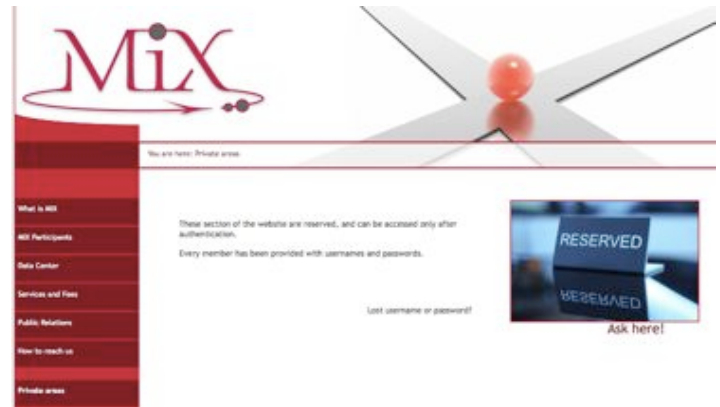 MiX
You are here: Private areas
What is MIX
MIX Participants
Data Center
Services and Fees
Public Relations
How to reach us
Private areas
These section of the website are reserved, and can be accessed only after
authentication.
Every member has been provided with usernames and passwords.
Lost username or password?
RESERVED
Ask here!